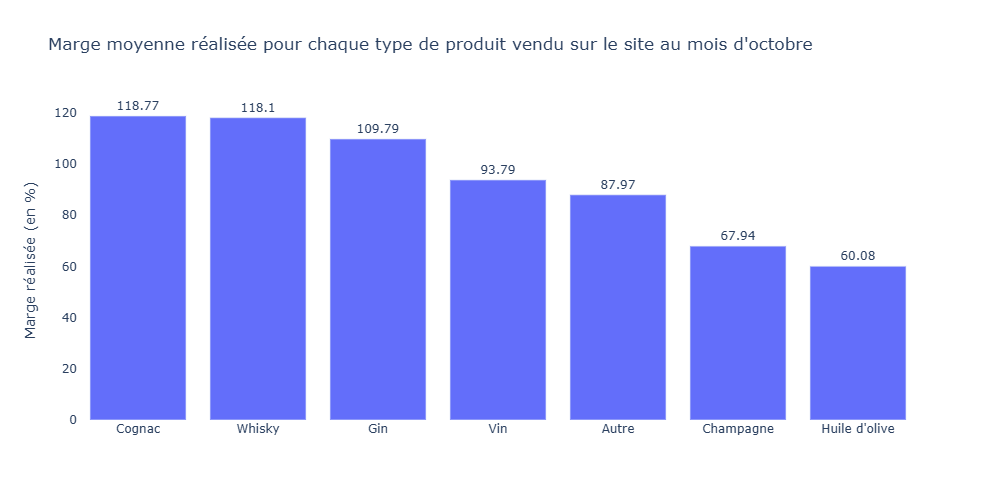 Marge moyenne réalisée pour chaque type de produit vendu sur le site au mois d'octobre
Marge réalisée (en %)
120
100
80
60
40
20
0
118.77
118.1
109.79
93.79
87.97
67.94
60.08
Cognac
Whisky
Gin
Vin
Autre
Champagne
Huile d'olive